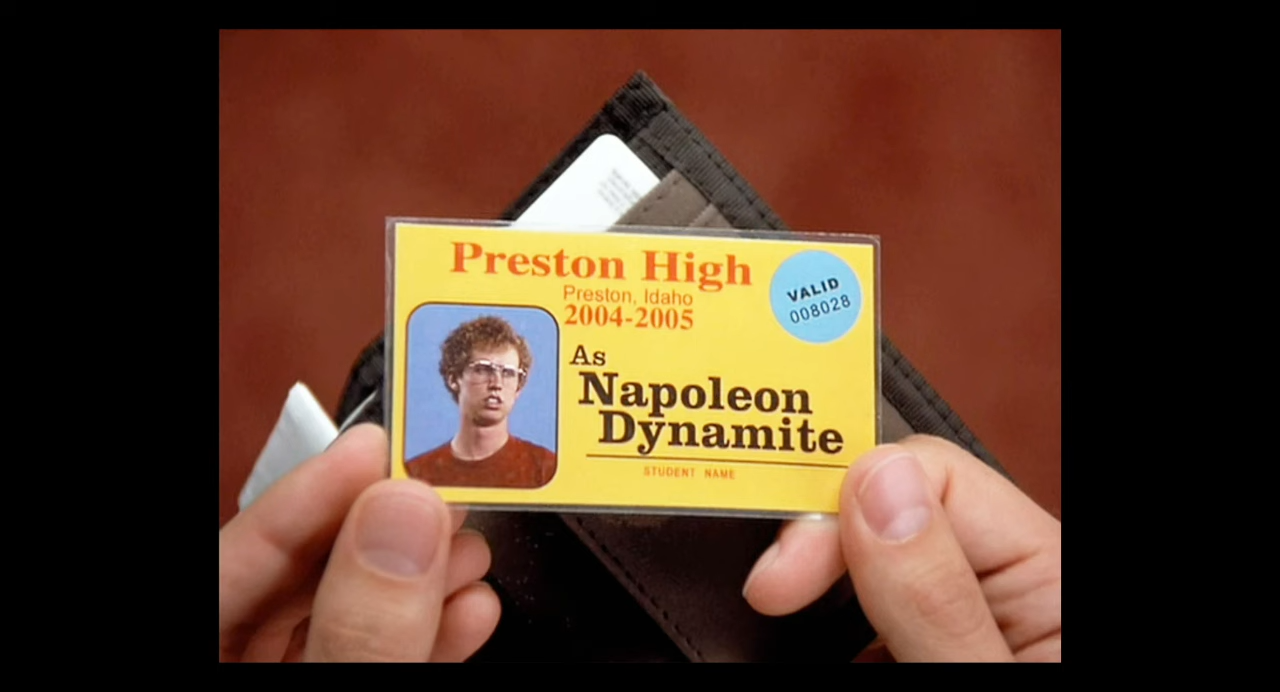 Preston High
Preston, Idaho
2004-2005
VALID
008028
As
Napoleon
Dynamite
STUDENT NAME